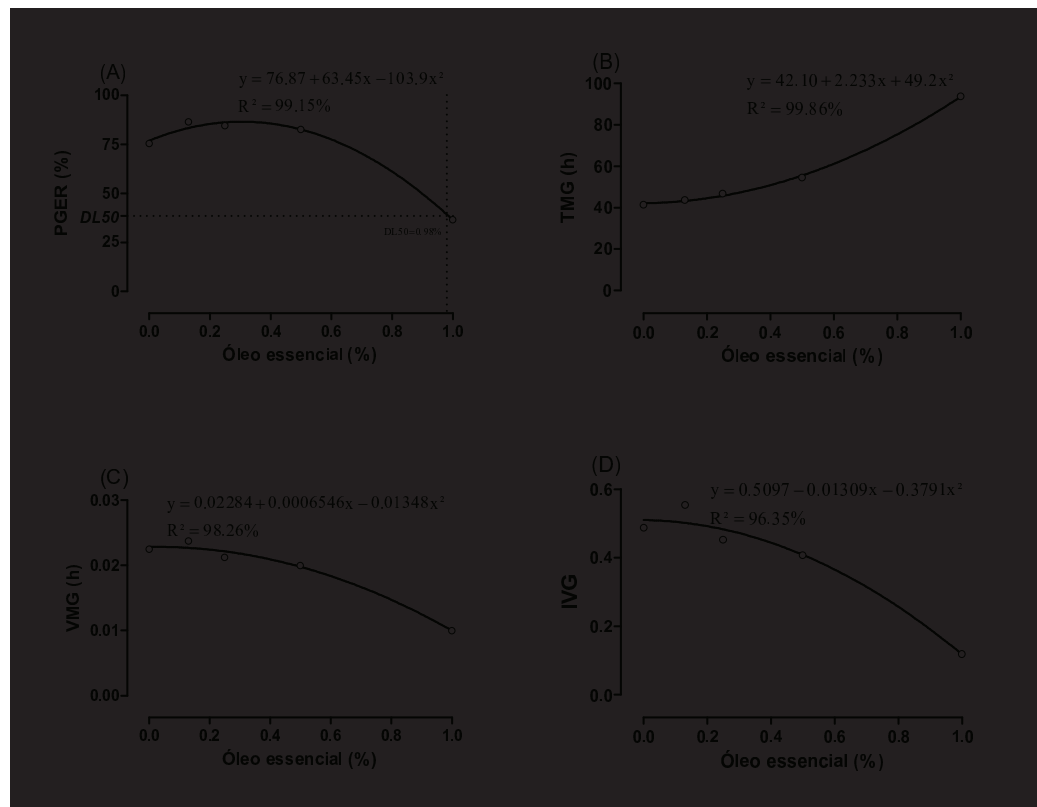 (A)
y = 76,87 + 63,45x − 103,9x²
R² = 99,15%
100
75
50
25
0
PGER (%)
DL50
DL50=0.98%
0.0 0.2 0.4 0.6 0.8 1.0
Óleo essencial (%)
(B)
y = 42.10 + 2.233x + 49.2x²
R² = 99.86%
100
80
60
40
20
0
TMG (h)
0.0 0.2 0.4 0.6 0.8 1.0
Óleo essencial (%)
(C)
y = 0,02284 + 0,0006546x − 0,01348x²
R² = 98.26%
0.03
0.02
0.01
0.00
VMG (h)
0.0 0.2 0.4 0.6 0.8 1.0
Óleo essencial (%)
(D)
y = 0.5097 − 0.01309x − 0.3791x²
R² = 96.35%
0.6
0.4
0.2
0.0
IVG
0.0 0.2 0.4 0.6 0.8 1.0
Óleo essencial (%)